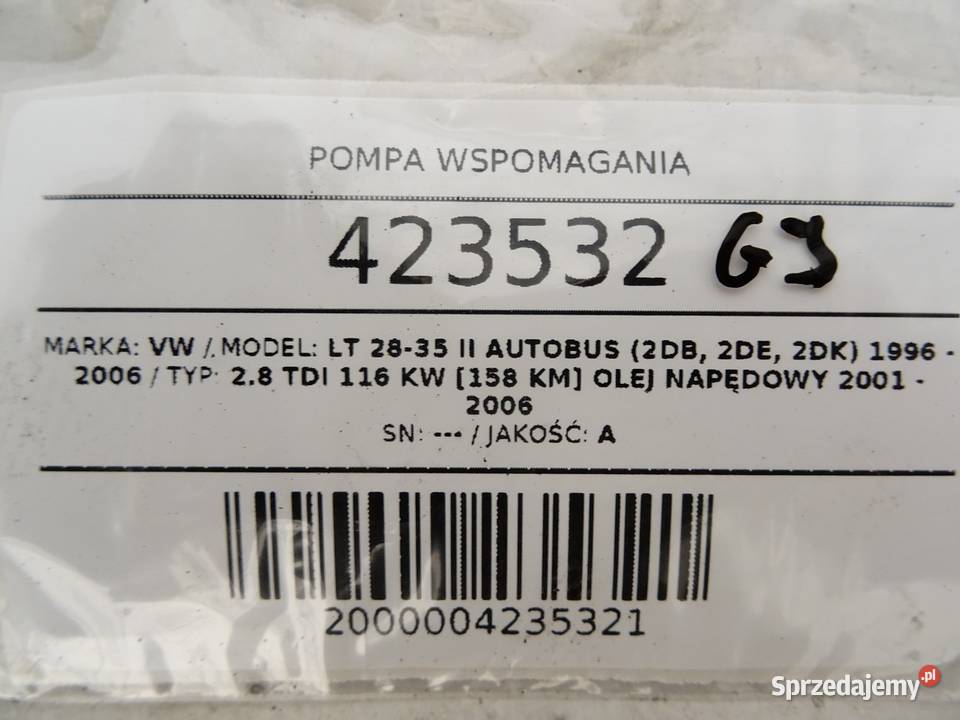 POMPA WSPOMAGANIA
423532 GJ
MARKA: VW / MODEL: LT 28-35 II AUTOBUS (2DB, 2DE, 2DK) 1996 -
2006 / TYP: 2.8 TDI 116 KW [158 KM] OLEJ NAPĘDOWY 2001 -
2006
SN: --- / JAKOŚĆ: A
2000004235321
Sprzedajemy.pl